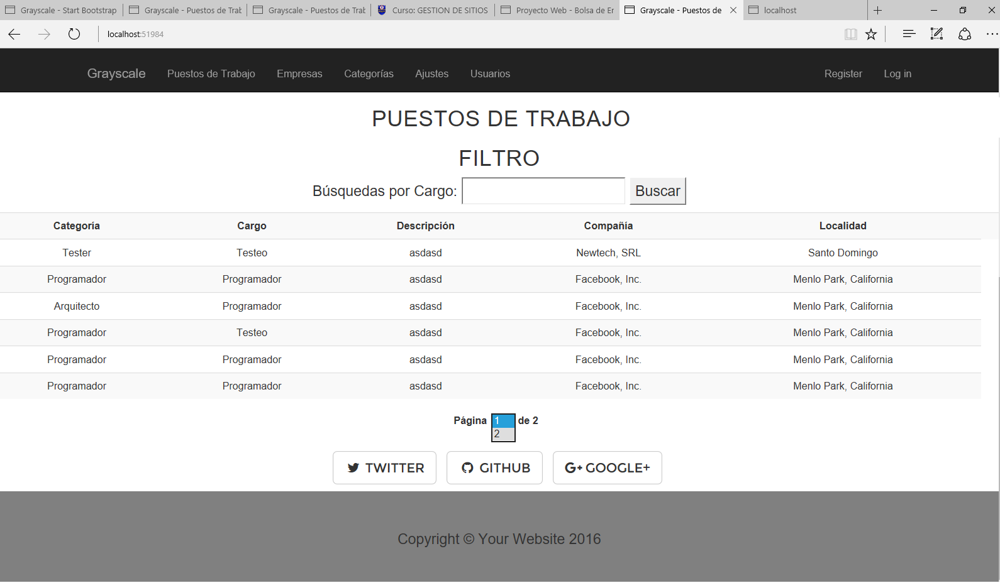 Grayscale - Start Bootstrap
Grayscale - Puestos de Trab
Grayscale - Puestos de Tab
Curso: GESTION DE SITIOS
Proyecto Web - Bolsa de Er
Grayscale - Puestos de
localhost
localhost:51984
Grayscale Puestos de Trabajo Empresas Categorías Ajustes Usuarios Register Log in
PUESTOS DE TRABAJO
FILTRO
Búsquedas por Cargo: Buscar
Categoría Cargo Descripción Compañía Localidad
Tester Testeo asdasd Newtech, SRL Santo Domingo
Programador Programador asdasd Facebook, Inc. Menlo Park, California
Arquitecto Programador asdasd Facebook, Inc. Menlo Park, California
Programador Testeo asdasd Facebook, Inc. Menlo Park, California
Programador Programador asdasd Facebook, Inc. Menlo Park, California
Programador Programador asdasd Facebook, Inc. Menlo Park, California
Página 1 de 2
2
TWITTER GITHUB G+ GOOGLE+
Copyright © Your Website 2016